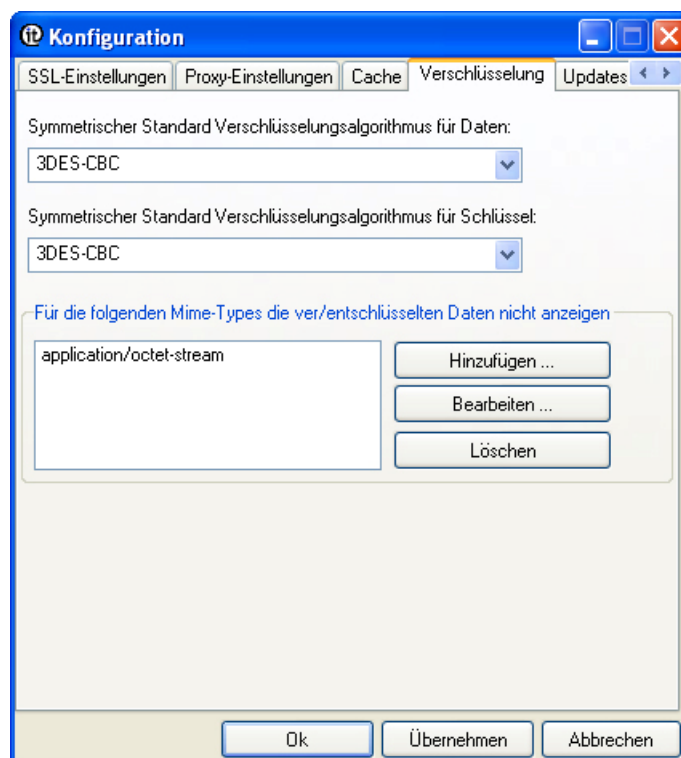 Konfiguration
SSL-Einstellungen Proxy-Einstellungen Cache Verschlüsselung Updates
Symmetrischer Standard Verschlüsselungsalgorithmus für Daten:
3DES-CBC
Symmetrischer Standard Verschlüsselungsalgorithmus für Schlüssel:
3DES-CBC
Für die folgenden Mime-Types die ver/entschlüsselten Daten nicht anzeigen
application/octet-stream
Hinzufügen ...
Bearbeiten ...
Löschen
Ok Übernehmen Abbrechen